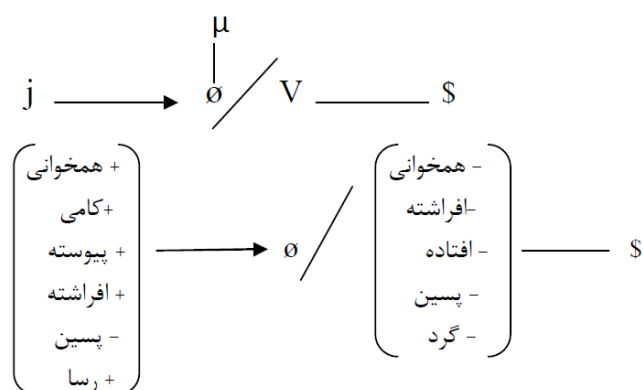 μ
j ⟶ ø / V —— $
+ همخوانی
+کامی
+ پیوسته
+ افراشته
− پسین
+ رسا
⟶ ø /
− همخوانی
−افراشته
− افتاده
− پسین
− گرد
—— $